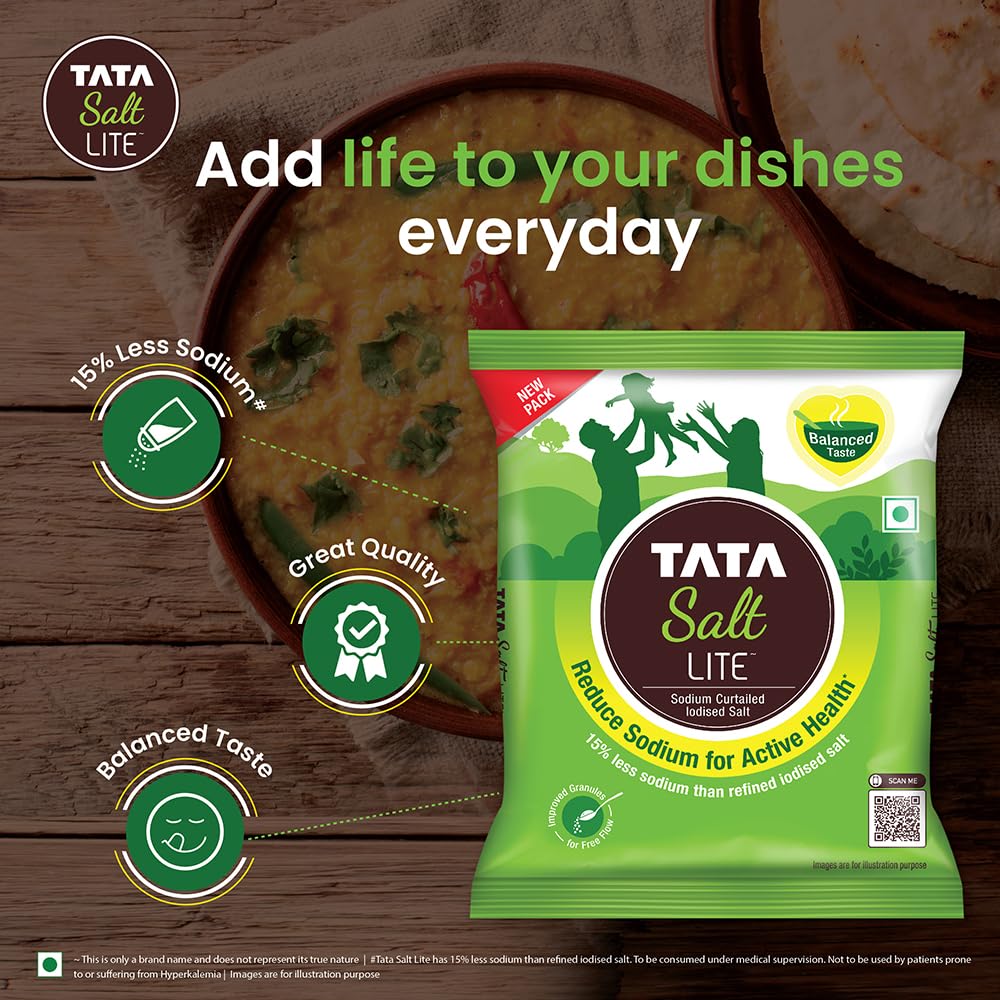 TATA
Salt
LITE~
Add life to your dishes
everyday
15% Less Sodium#
Great Quality
Balanced Taste
NEW
PACK
Balanced
Taste
TATA
Salt
LITE~
Sodium Curtailed
Iodised Salt
Reduce Sodium for Active Health*
15% less sodium than refined iodised salt
Improved Granules
for Free Flow
SCAN ME
Images are for illustration purpose
~ This is only a brand name and does not represent its true nature | #Tata Salt Lite has 15% less sodium than refined iodised salt. To be consumed under medical supervision. Not to be used by patients prone
to or suffering from Hyperkalemia | Images are for illustration purpose